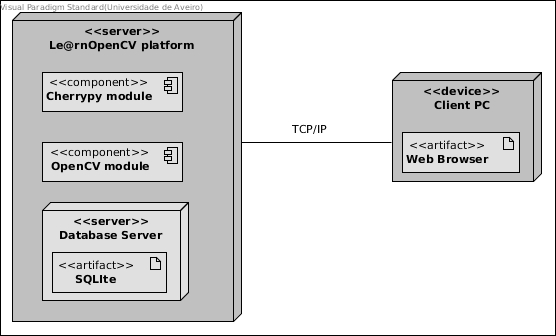 Visual Paradigm Standard(Universidade de Aveiro)
<<server>>
Le@rnOpenCV platform
<<component>>
Cherrypy module
<<component>>
OpenCV module
<<server>>
Database Server
<<artifact>>
SQLIte
TCP/IP
<<device>>
Client PC
<<artifact>>
Web Browser